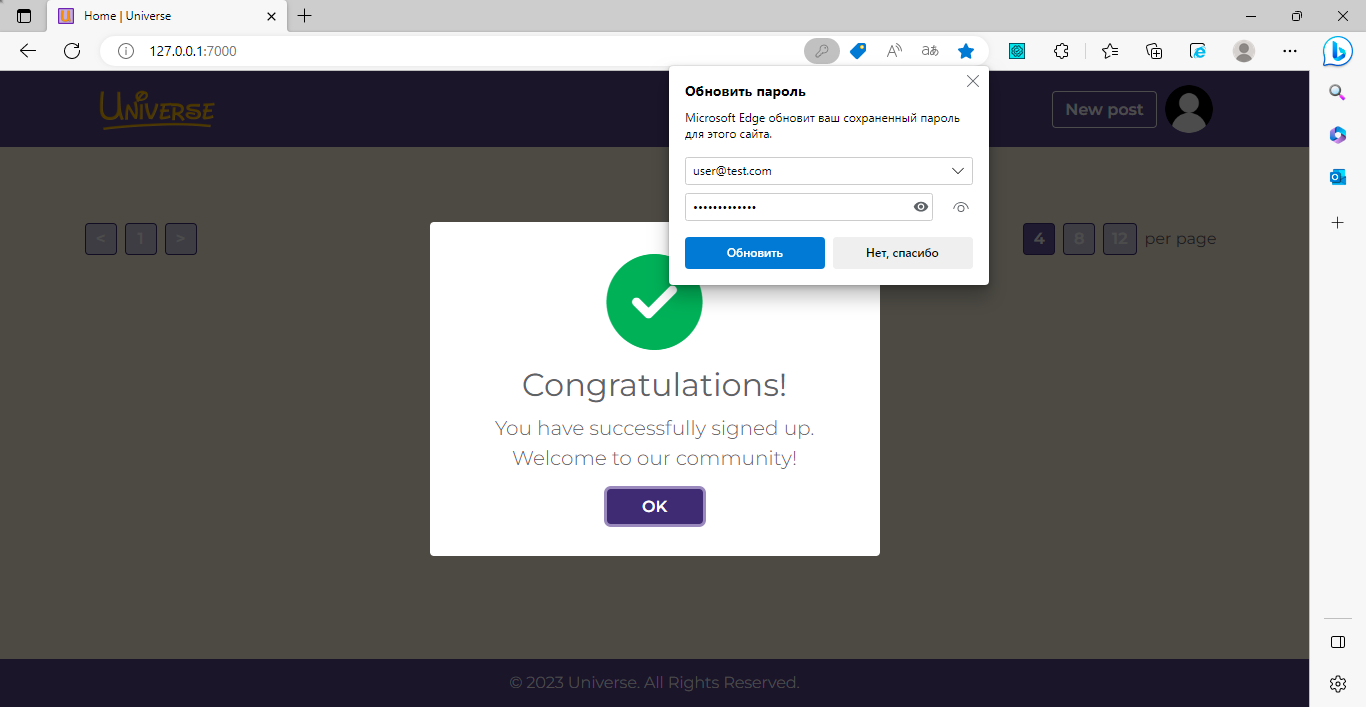 Home | Universe
127.0.0.1:7000
Обновить пароль
Microsoft Edge обновит ваш сохраненный пароль
для этого сайта.
user@test.com
•••••••••••••
Обновить
Нет, спасибо
UNIVERSE
New post
<
1
>
4
8
12
per page
Congratulations!
You have successfully signed up.
Welcome to our community!
OK
© 2023 Universe. All Rights Reserved.